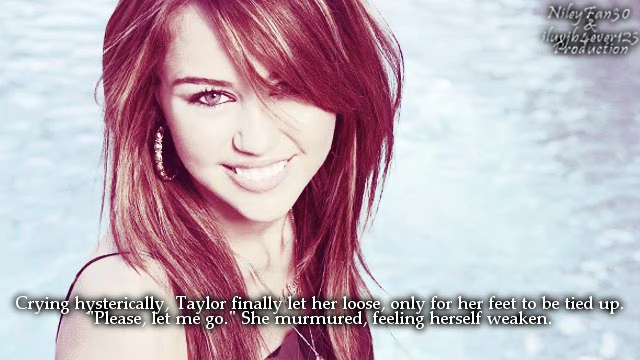 NileyFan30
&
iluvjb4ever123
Production
Crying hysterically, Taylor finally let her loose, only for her feet to be tied up.
"Please, let me go." She murmured, feeling herself weaken.